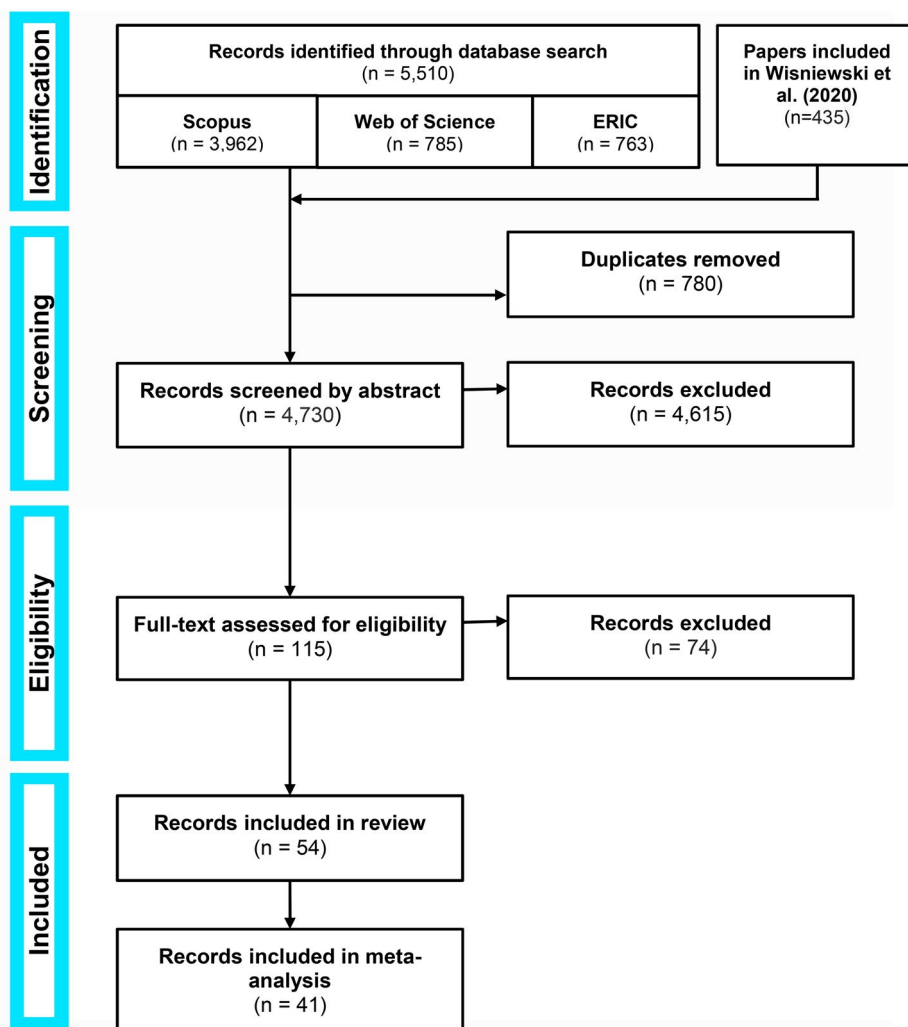 Identification
Records identified through database search
(n = 5,510)
Scopus
(n = 3,962)
Web of Science
(n = 785)
ERIC
(n = 763)
Papers included
in Wisniewski et
al. (2020)
(n=435)
Screening
Duplicates removed
(n = 780)
Records screened by abstract
(n = 4,730)
Records excluded
(n = 4,615)
Eligibility
Full-text assessed for eligibility
(n = 115)
Records excluded
(n = 74)
Included
Records included in review
(n = 54)
Records included in meta-
analysis
(n = 41)